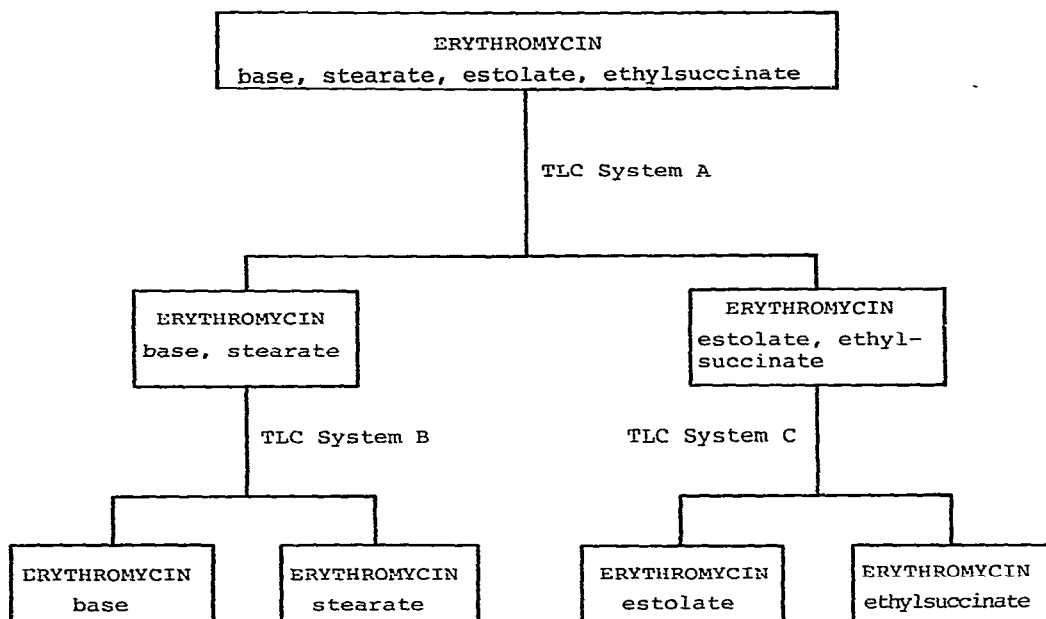 ERYTHROMYCIN
base, stearate, estolate, ethylsuccinate
TLC System A
ERYTHROMYCIN
base, stearate
ERYTHROMYCIN
estolate, ethyl-
succinate
TLC System B
TLC System C
ERYTHROMYCIN
base
ERYTHROMYCIN
stearate
ERYTHROMYCIN
estolate
ERYTHROMYCIN
ethylsuccinate